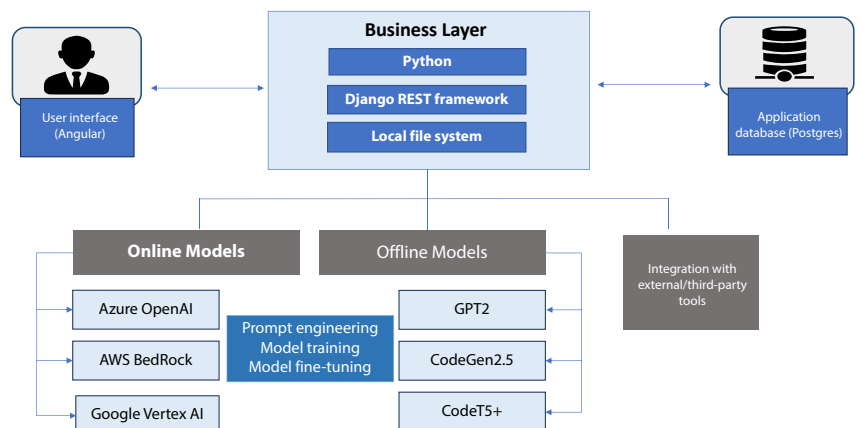 Business Layer
Python
Django REST framework
Local file system
User interface
(Angular)
Application
database (Postgres)
Online Models
Offline Models
Integration with
external/third-party
tools
Azure OpenAI
AWS BedRock
Google Vertex AI
Prompt engineering
Model training
Model fine-tuning
GPT2
CodeGen2.5
CodeT5+